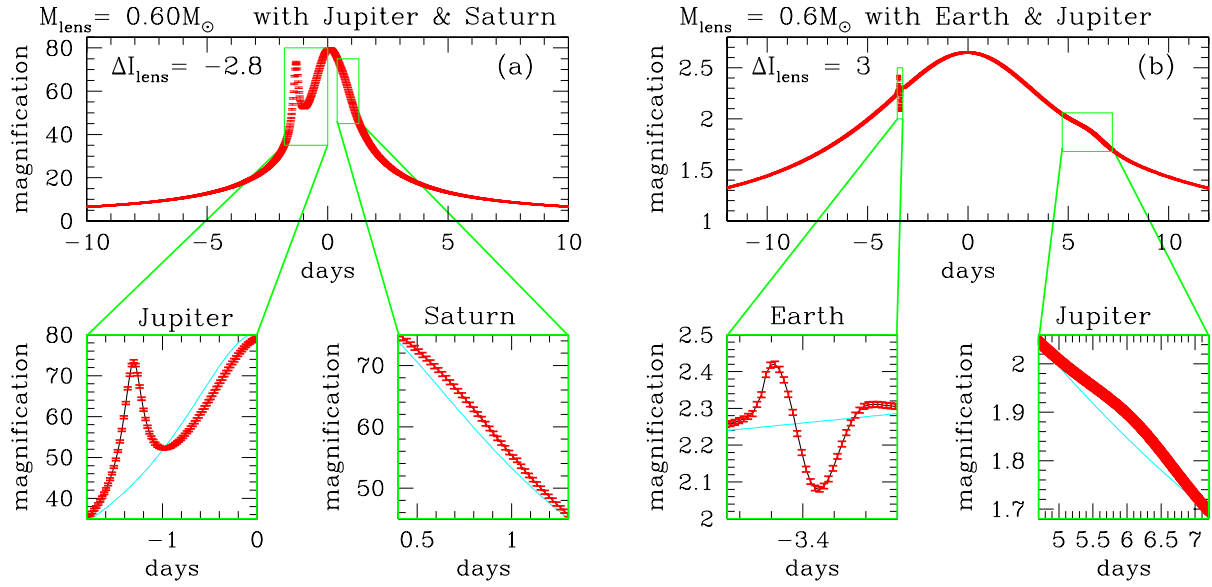 M_lens= 0.60M⊙ with Jupiter & Saturn
ΔI_lens= −2.8
(a)
magnification
80
60
40
20
0
−10
−5
0
5
10
days
M_lens= 0.6M⊙ with Earth & Jupiter
ΔI_lens= 3
(b)
magnification
2.5
2
1.5
1
−10
−5
0
5
10
days
Jupiter
magnification
80
70
60
50
40
−1
0
days
Saturn
magnification
70
60
50
0.5
1
days
Earth
magnification
2.5
2.4
2.3
2.2
2.1
2
−3.4
days
Jupiter
magnification
2
1.9
1.8
1.7
5
5.5
6
6.5
7
days